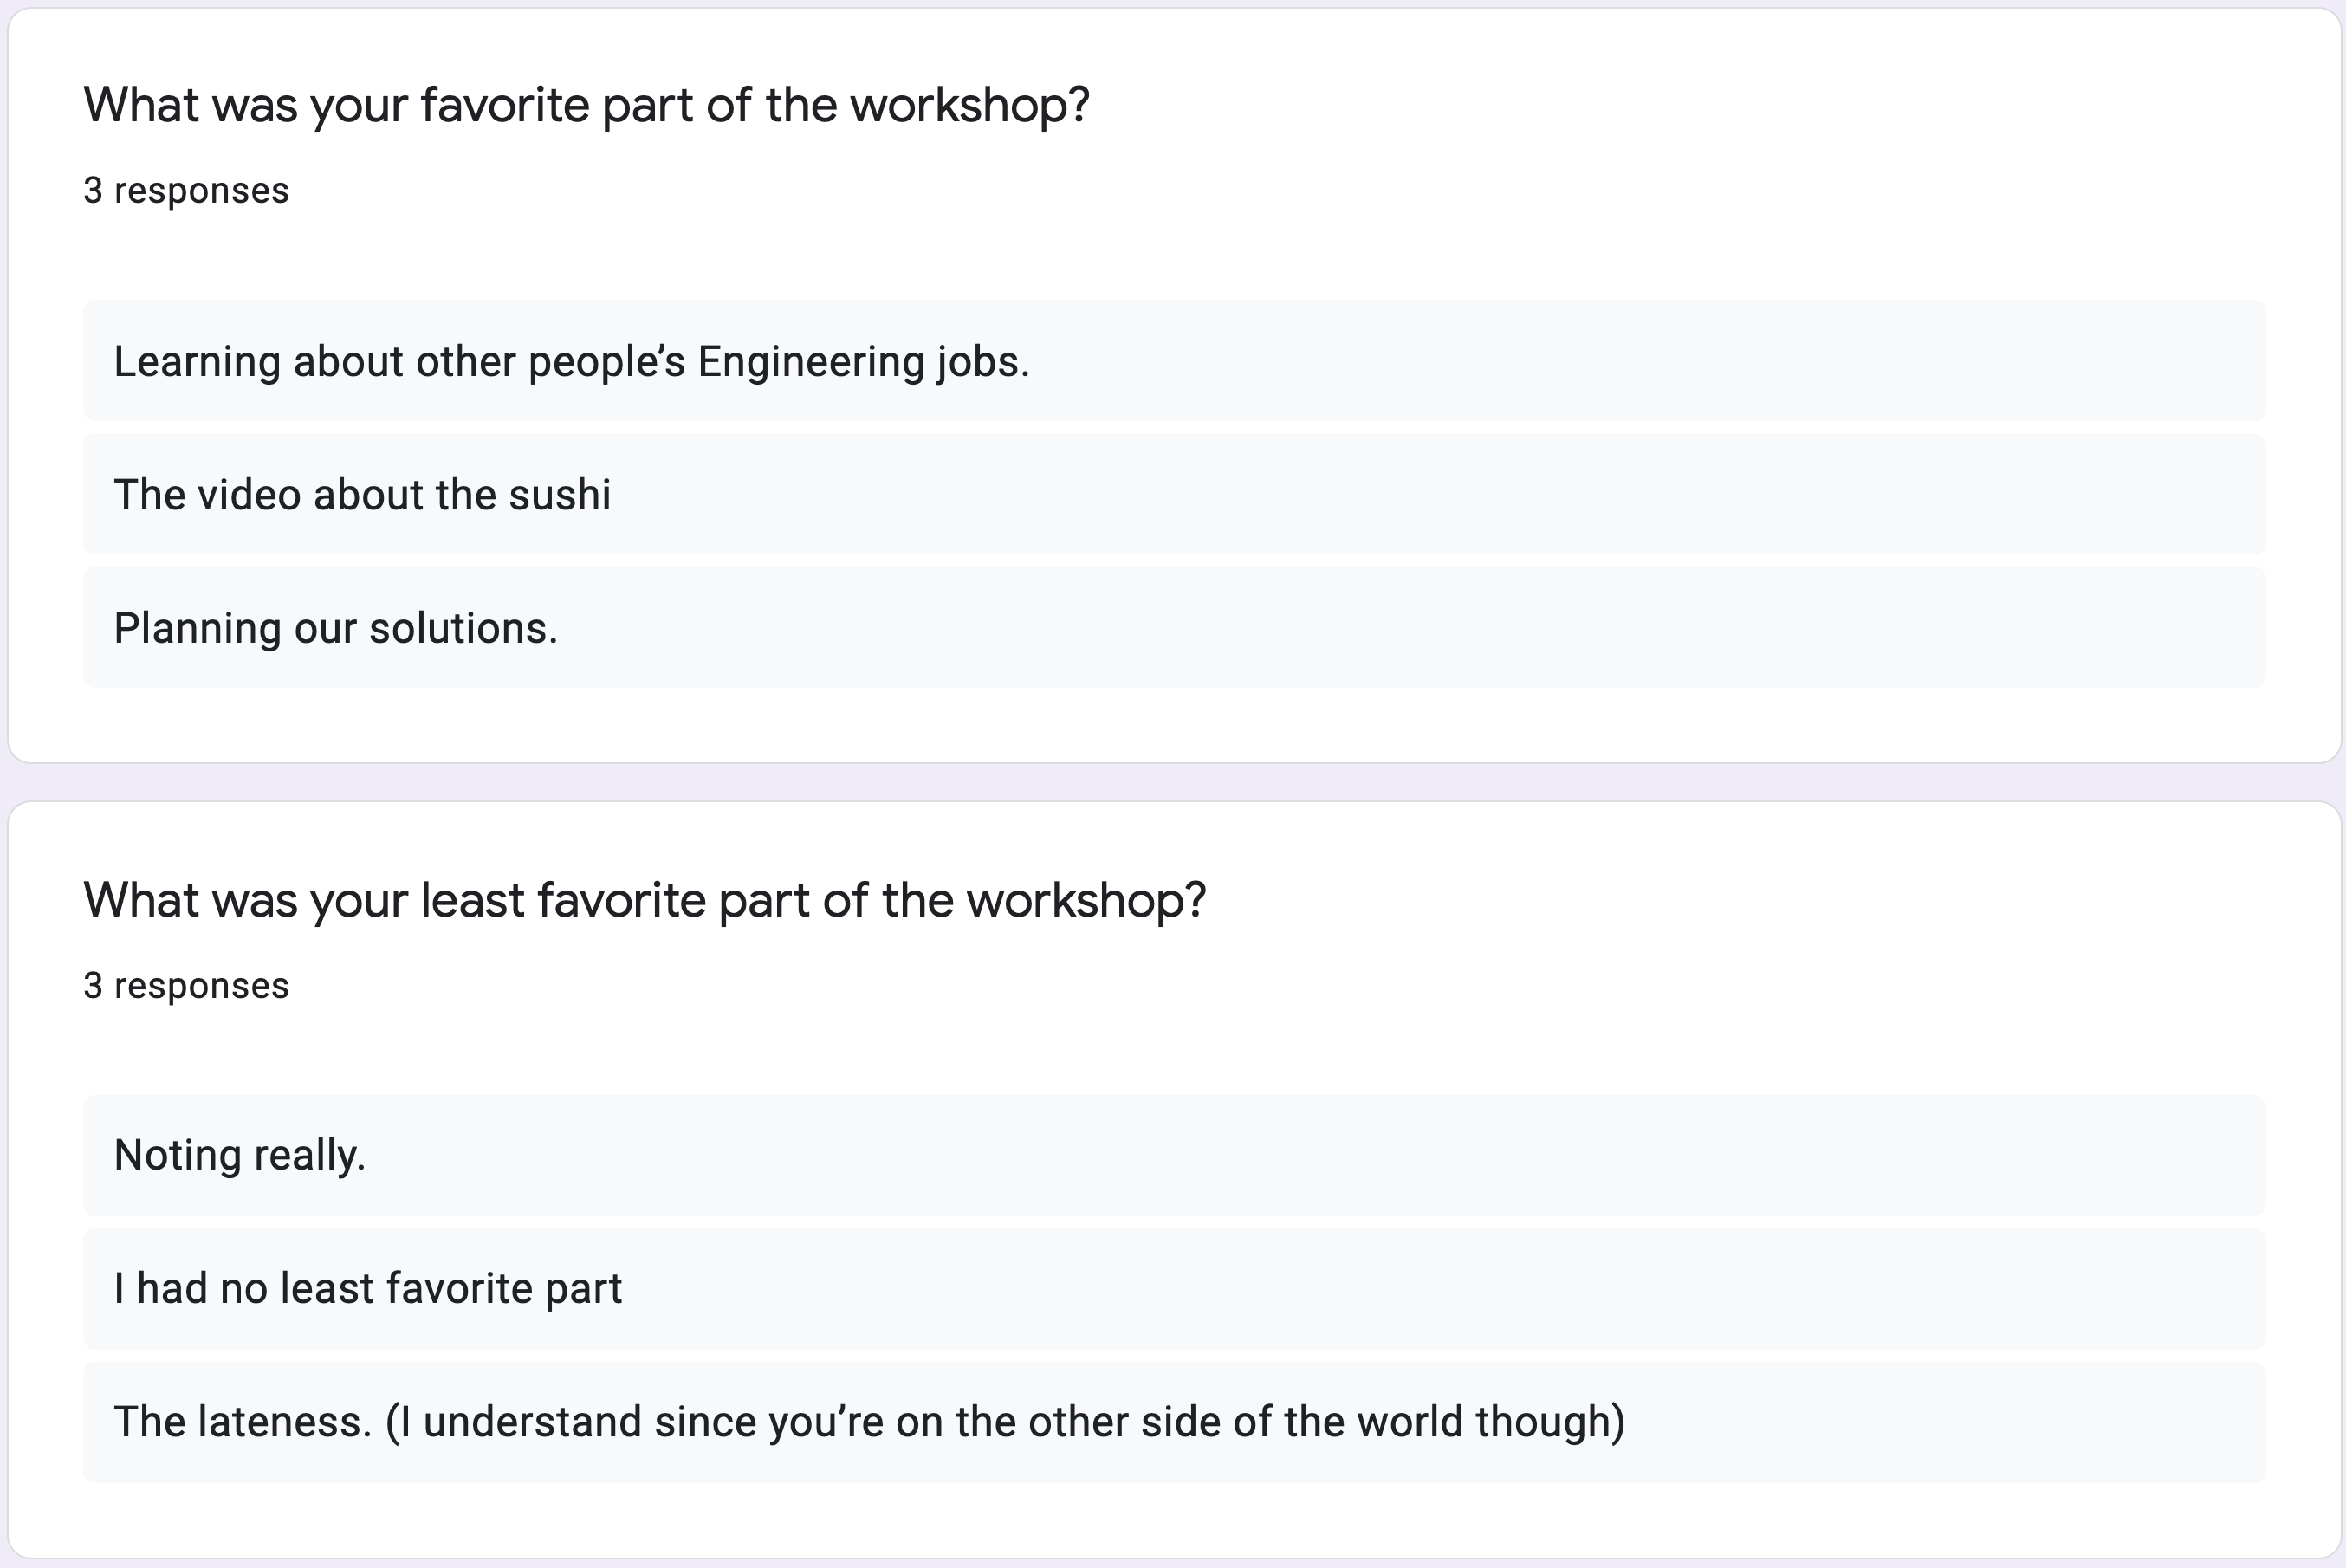 What was your favorite part of the workshop?
3 responses
Learning about other people’s Engineering jobs.
The video about the sushi
Planning our solutions.
What was your least favorite part of the workshop?
3 responses
Noting really.
I had no least favorite part
The lateness. (I understand since you’re on the other side of the world though)